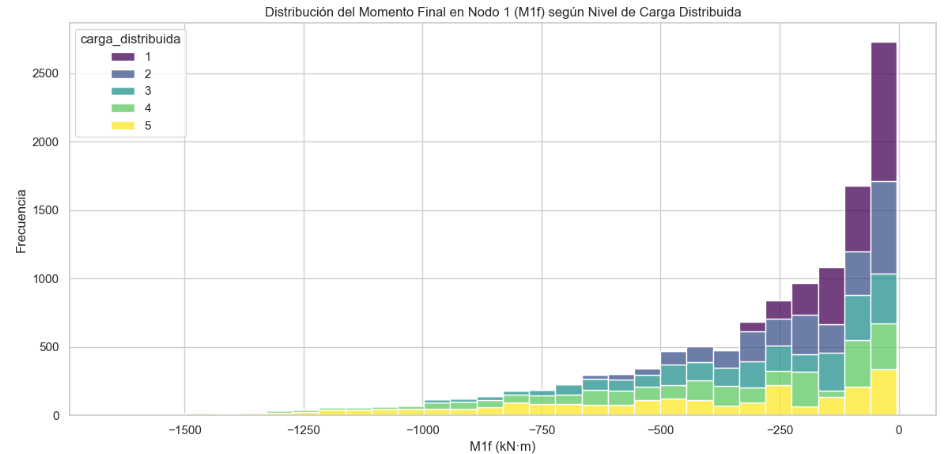 Distribución del Momento Final en Nodo 1 (M1f) según Nivel de Carga Distribuida
carga_distribuida
1
2
3
4
5
Frecuencia
2500
2000
1500
1000
500
0
−1500 −1250 −1000 −750 −500 −250 0
M1f (kN·m)